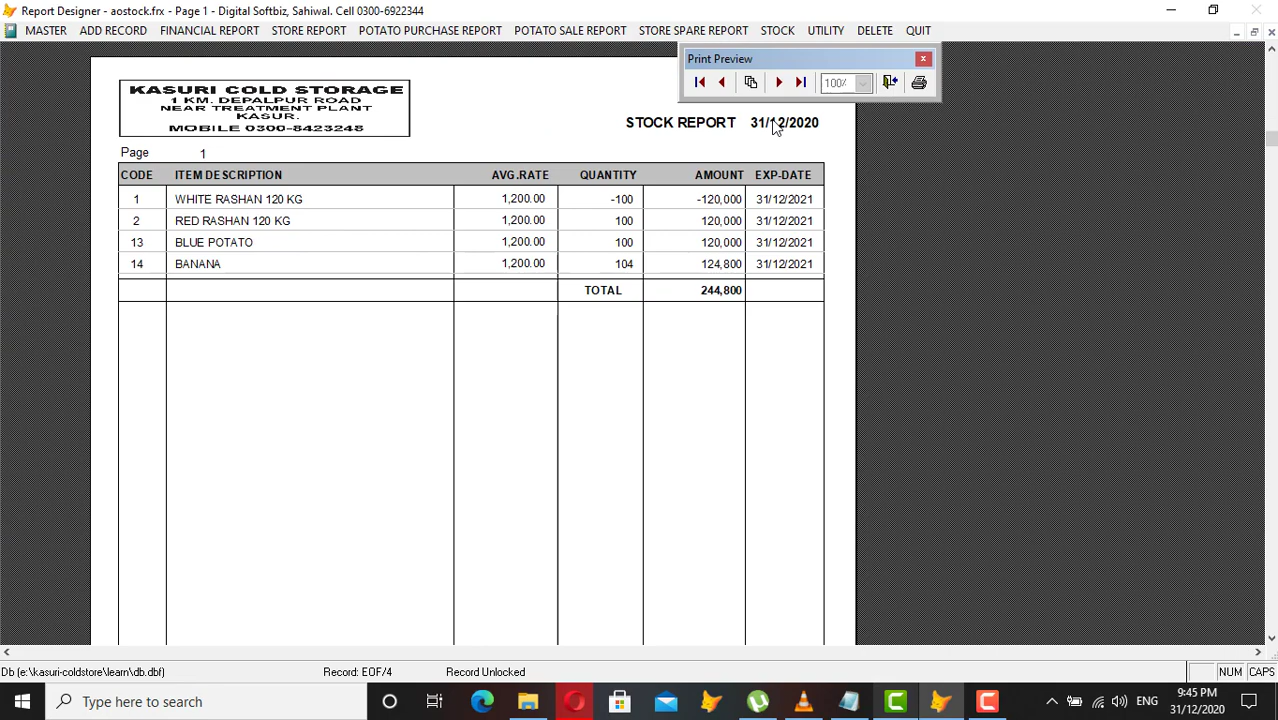 Report Designer - aostock.frx - Page 1 - Digital Softbiz, Sahiwal. Cell 0300-6922344
MASTER ADD RECORD FINANCIAL REPORT STORE REPORT POTATO PURCHASE REPORT POTATO SALE REPORT STORE SPARE REPORT STOCK UTILITY DELETE QUIT
Print Preview
100%
KASURI COLD STORAGE
1 KM. DEPALPUR ROAD
NEAR TREATMENT PLANT
KASUR.
MOBILE 0300-8423248
STOCK REPORT 31/12/2020
Page 1
CODE ITEM DESCRIPTION AVG.RATE QUANTITY AMOUNT EXP-DATE
1 WHITE RASHAN 120 KG 1,200.00 -100 -120,000 31/12/2021
2 RED RASHAN 120 KG 1,200.00 100 120,000 31/12/2021
13 BLUE POTATO 1,200.00 100 120,000 31/12/2021
14 BANANA 1,200.00 104 124,800 31/12/2021
TOTAL 244,800
Db (e:\kasuri-coldstore\learn\db.dbf) Record: EOF/4 Record Unlocked NUM CAPS
Type here to search ENG 9:45 PM
31/12/2020